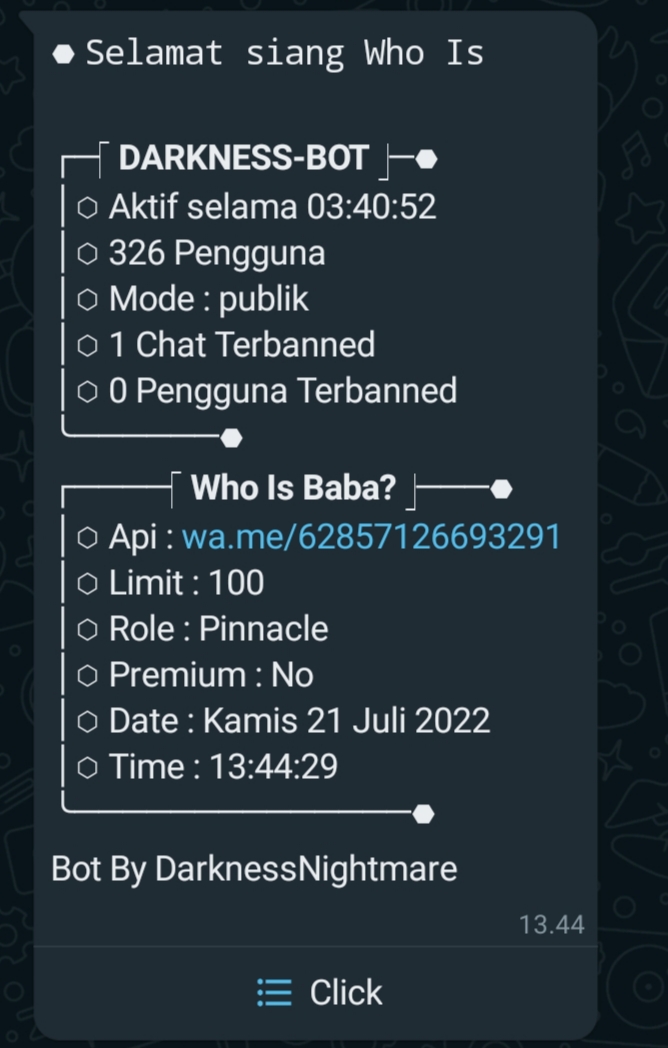 Selamat siang Who Is
DARKNESS-BOT
Aktif selama 03:40:52
326 Pengguna
Mode : publik
1 Chat Terbanned
0 Pengguna Terbanned
Who Is Baba?
Api : wa.me/62857126693291
Limit : 100
Role : Pinnacle
Premium : No
Date : Kamis 21 Juli 2022
Time : 13:44:29
Bot By DarknessNightmare
13.44
Click